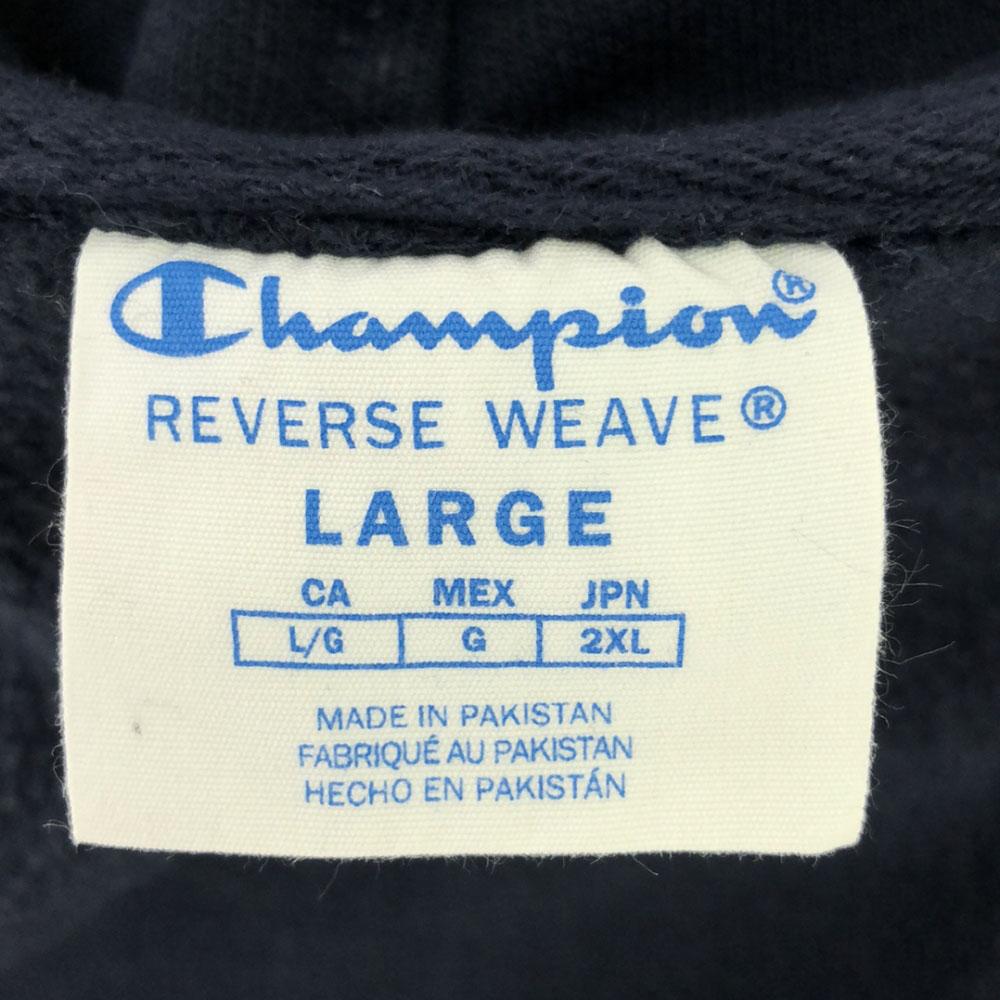 Champion®
REVERSE WEAVE®
LARGE
CA MEX JPN
L/G G 2XL
MADE IN PAKISTAN
FABRIQUÉ AU PAKISTAN
HECHO EN PAKISTÁN